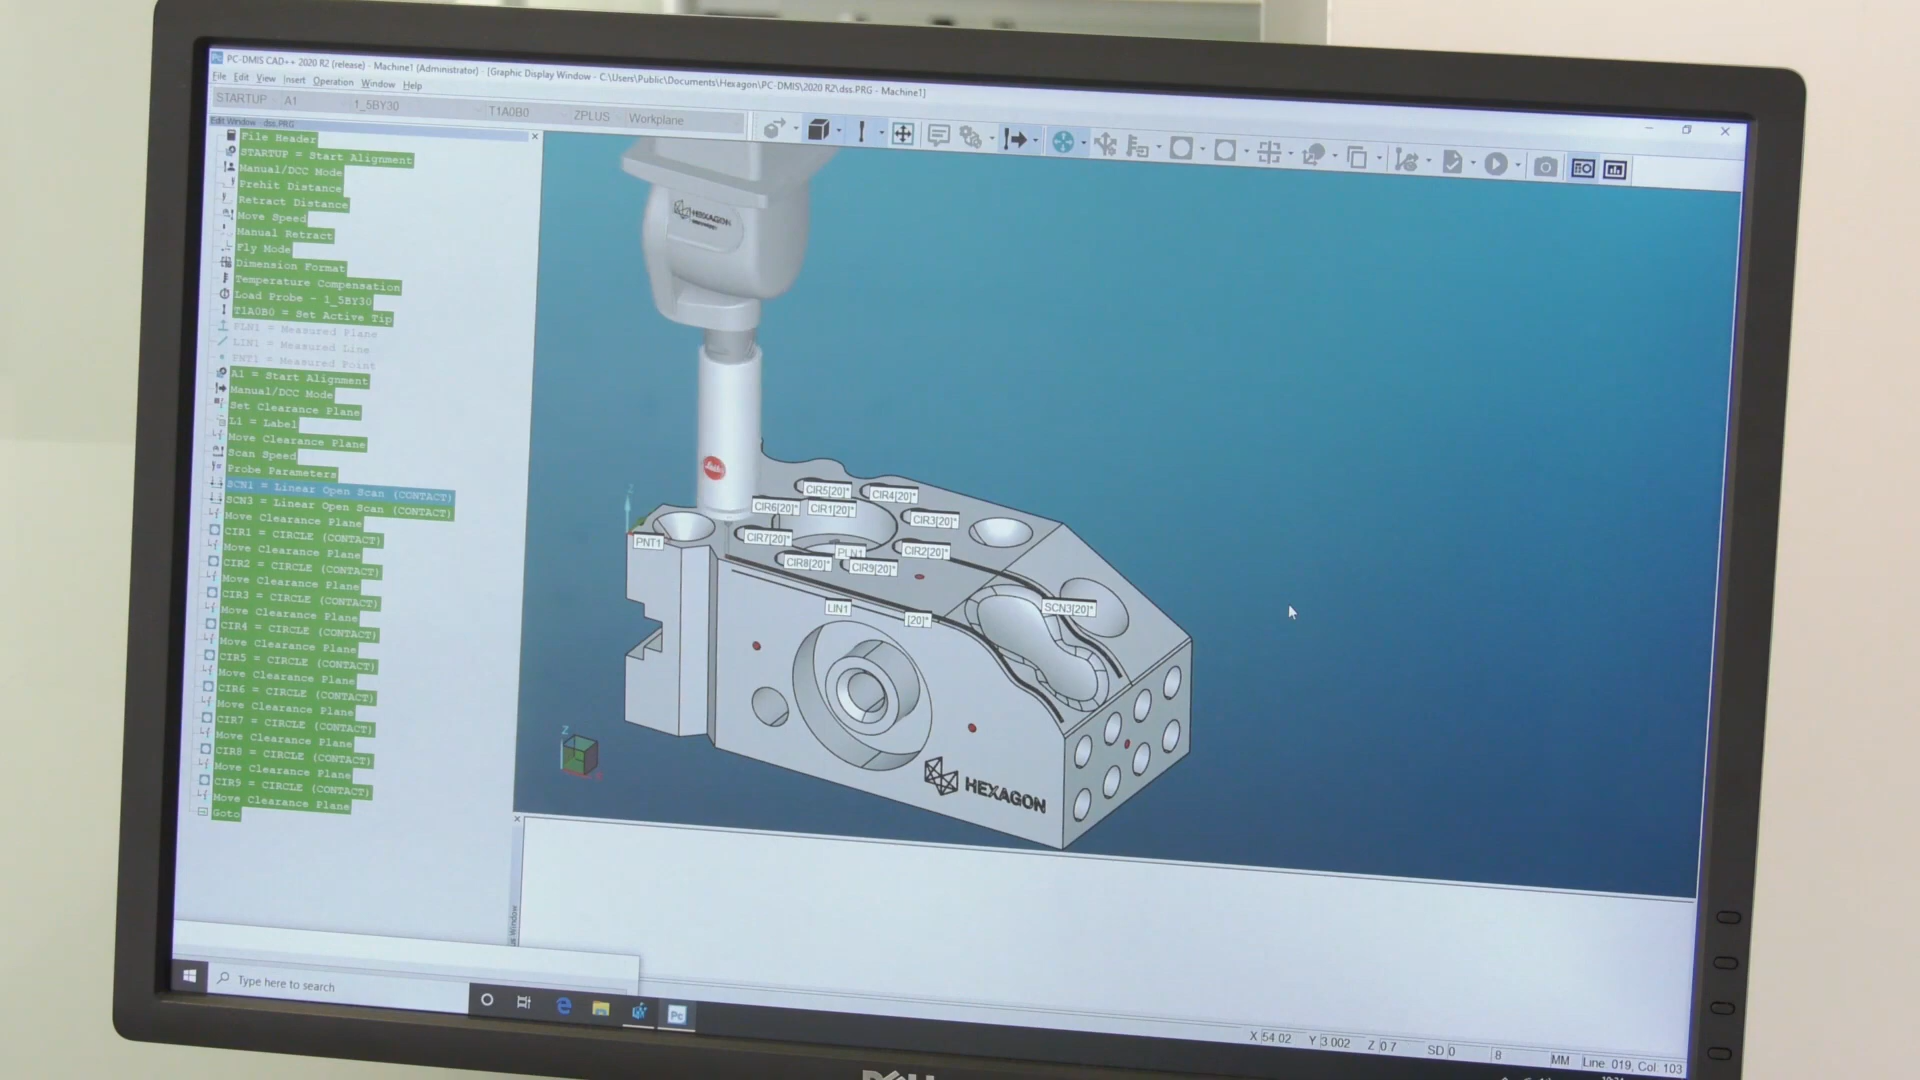 PC-DMIS CAD++ 2020 R2 (release) - Machine1 (Administrator) - [Graphic Display Window - C:\Users\Public\Documents\Hexagon\PC-DMIS\2020 R2\dss.PRG - Machine1]
File Edit View Insert Operation Window Help
STARTUP A1 1_5BY30 T1A0B0 ZPLUS Workplane
Edit Window - dss.PRG
File Header
STARTUP = Start Alignment
Manual/DCC Mode
Prehit Distance
Retract Distance
Move Speed
Manual Retract
Fly Mode
Dimension Format
Temperature Compensation
Load Probe - 1_5BY30
T1A0B0 = Set Active Tip
PLN1 = Measured Plane
LIN1 = Measured Line
PNT1 = Measured Point
A1 = Start Alignment
Manual/DCC Mode
Set Clearance Plane
L1 = Label
Move Clearance Plane
Scan Speed
Probe Parameters
SCN1 = Linear Open Scan (CONTACT)
SCN3 = Linear Open Scan (CONTACT)
Move Clearance Plane
CIR1 = CIRCLE (CONTACT)
Move Clearance Plane
CIR2 = CIRCLE (CONTACT)
Move Clearance Plane
CIR3 = CIRCLE (CONTACT)
Move Clearance Plane
CIR4 = CIRCLE (CONTACT)
Move Clearance Plane
CIR5 = CIRCLE (CONTACT)
Move Clearance Plane
CIR6 = CIRCLE (CONTACT)
Move Clearance Plane
CIR7 = CIRCLE (CONTACT)
Move Clearance Plane
CIR8 = CIRCLE (CONTACT)
Move Clearance Plane
CIR9 = CIRCLE (CONTACT)
Move Clearance Plane
Goto
HEXAGON
Leitz
Z
CIR5[20]* CIR4[20]*
CIR6[20]* CIR1[20]* CIR3[20]*
PNT1 CIR7[20]* PLN1 CIR2[20]*
CIR8[20]* CIR9[20]*
LIN1 [20]* SCN3[20]*
Z
HEXAGON
Type here to search
Pc
X 54.02 Y 3.002 Z 0.7 SD 0 8 MM Line: 019, Col: 103
DELL